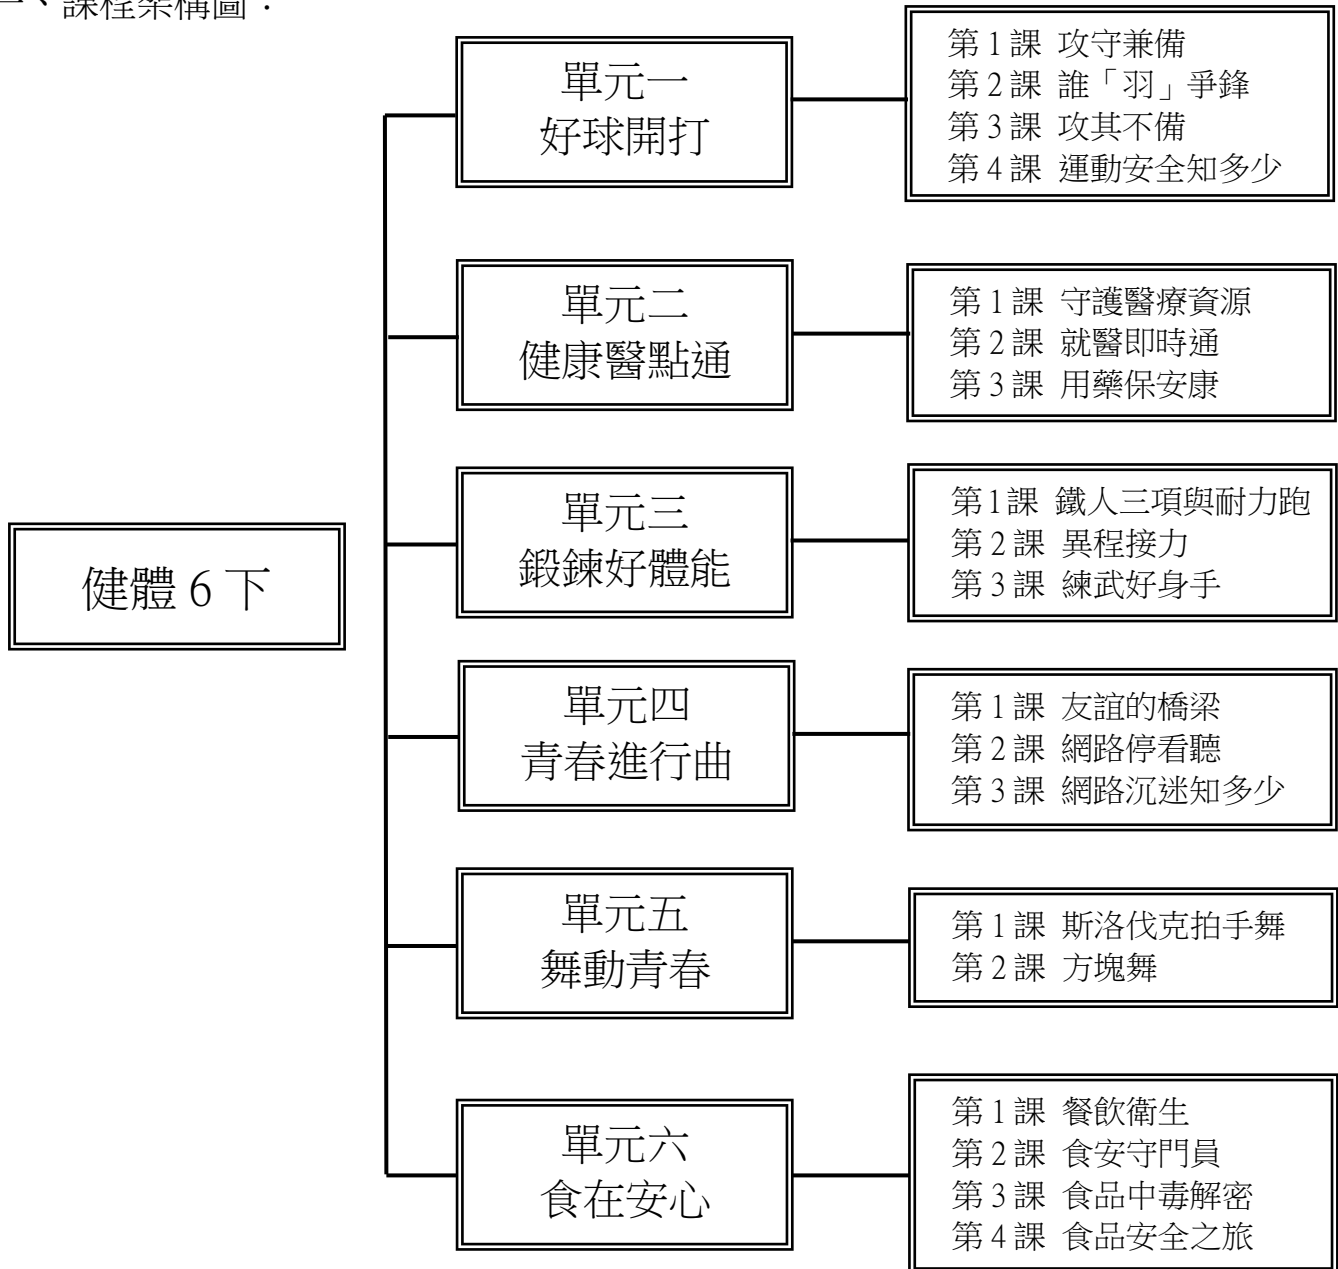 、課程架構圖：
健體 6 下
單元一
好球開打
第 1 課 攻守兼備
第 2 課 誰「羽」爭鋒
第 3 課 攻其不備
第 4 課 運動安全知多少
單元二
健康醫點通
第 1 課 守護醫療資源
第 2 課 就醫即時通
第 3 課 用藥保安康
單元三
鍛鍊好體能
第 1 課 鐵人三項與耐力跑
第 2 課 異程接力
第 3 課 練武好身手
單元四
青春進行曲
第 1 課 友誼的橋梁
第 2 課 網路停看聽
第 3 課 網路沉迷知多少
單元五
舞動青春
第 1 課 斯洛伐克拍手舞
第 2 課 方塊舞
單元六
食在安心
第 1 課 餐飲衛生
第 2 課 食安守門員
第 3 課 食品中毒解密
第 4 課 食品安全之旅